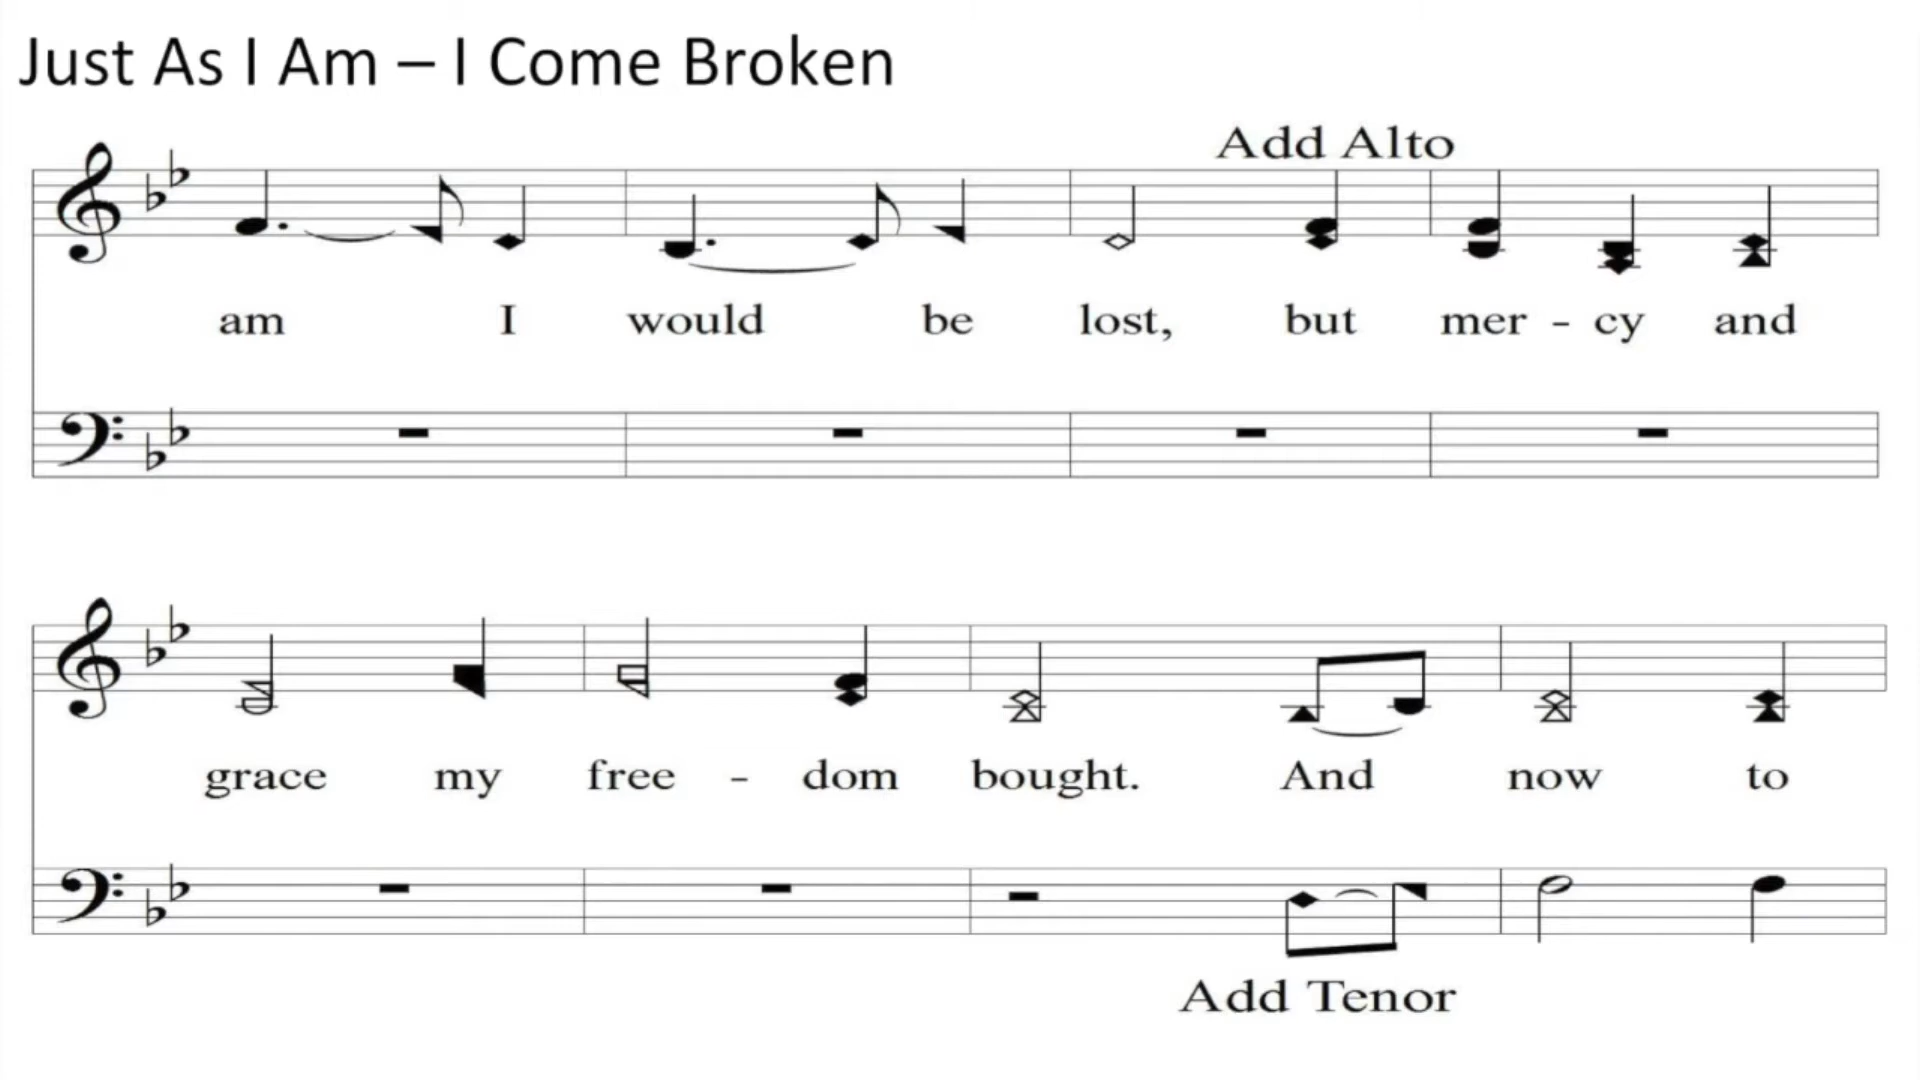 Just As I Am – I Come Broken
Add Alto
am I would be lost, but mer - cy and
grace my free - dom bought. And now to
Add Tenor